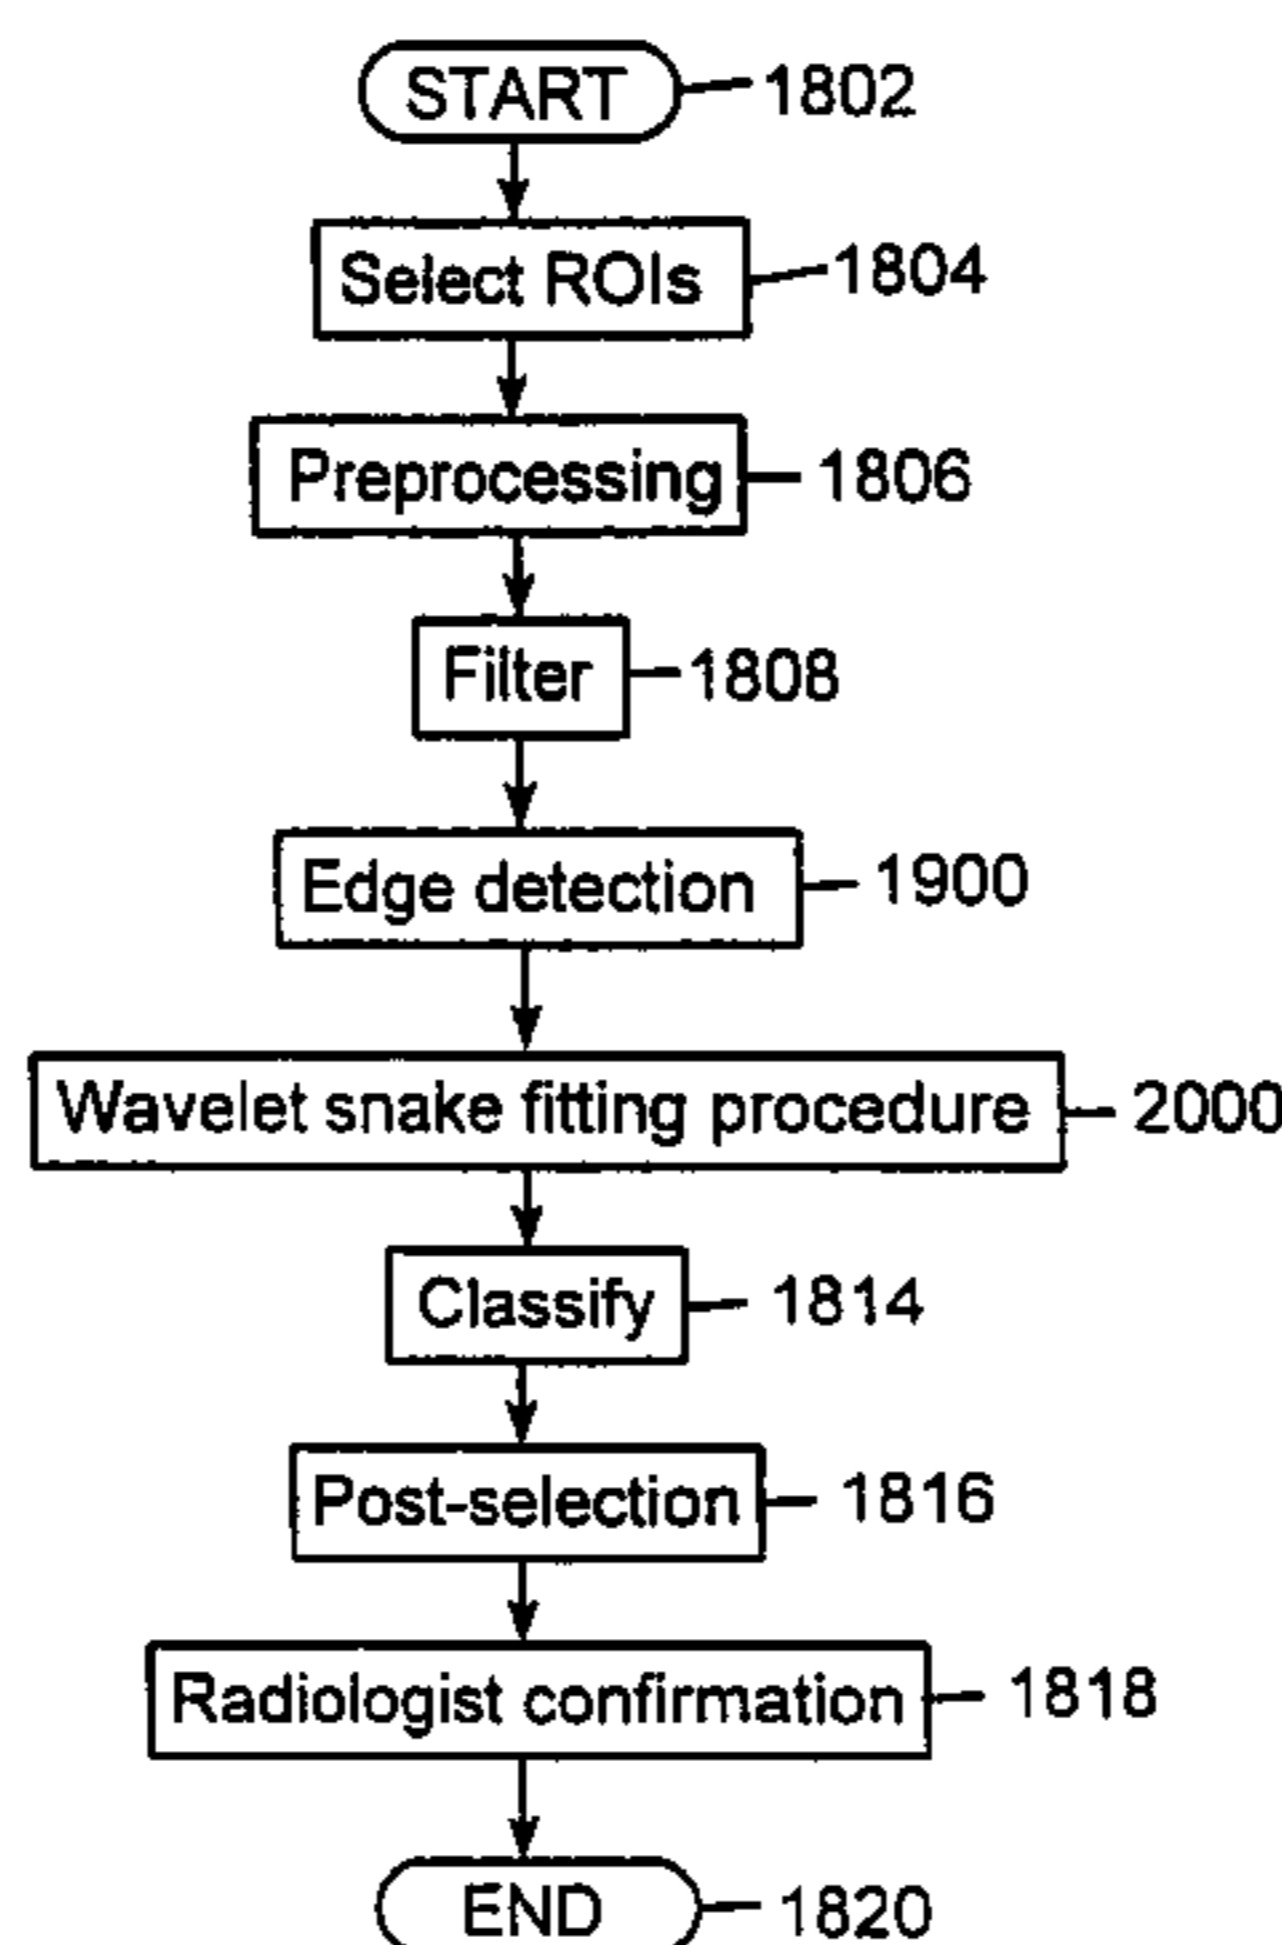 START 1802
Select ROIs 1804
Preprocessing 1806
Filter 1808
Edge detection 1900
Wavelet snake fitting procedure 2000
Classify 1814
Post-selection 1816
Radiologist confirmation 1818
END 1820